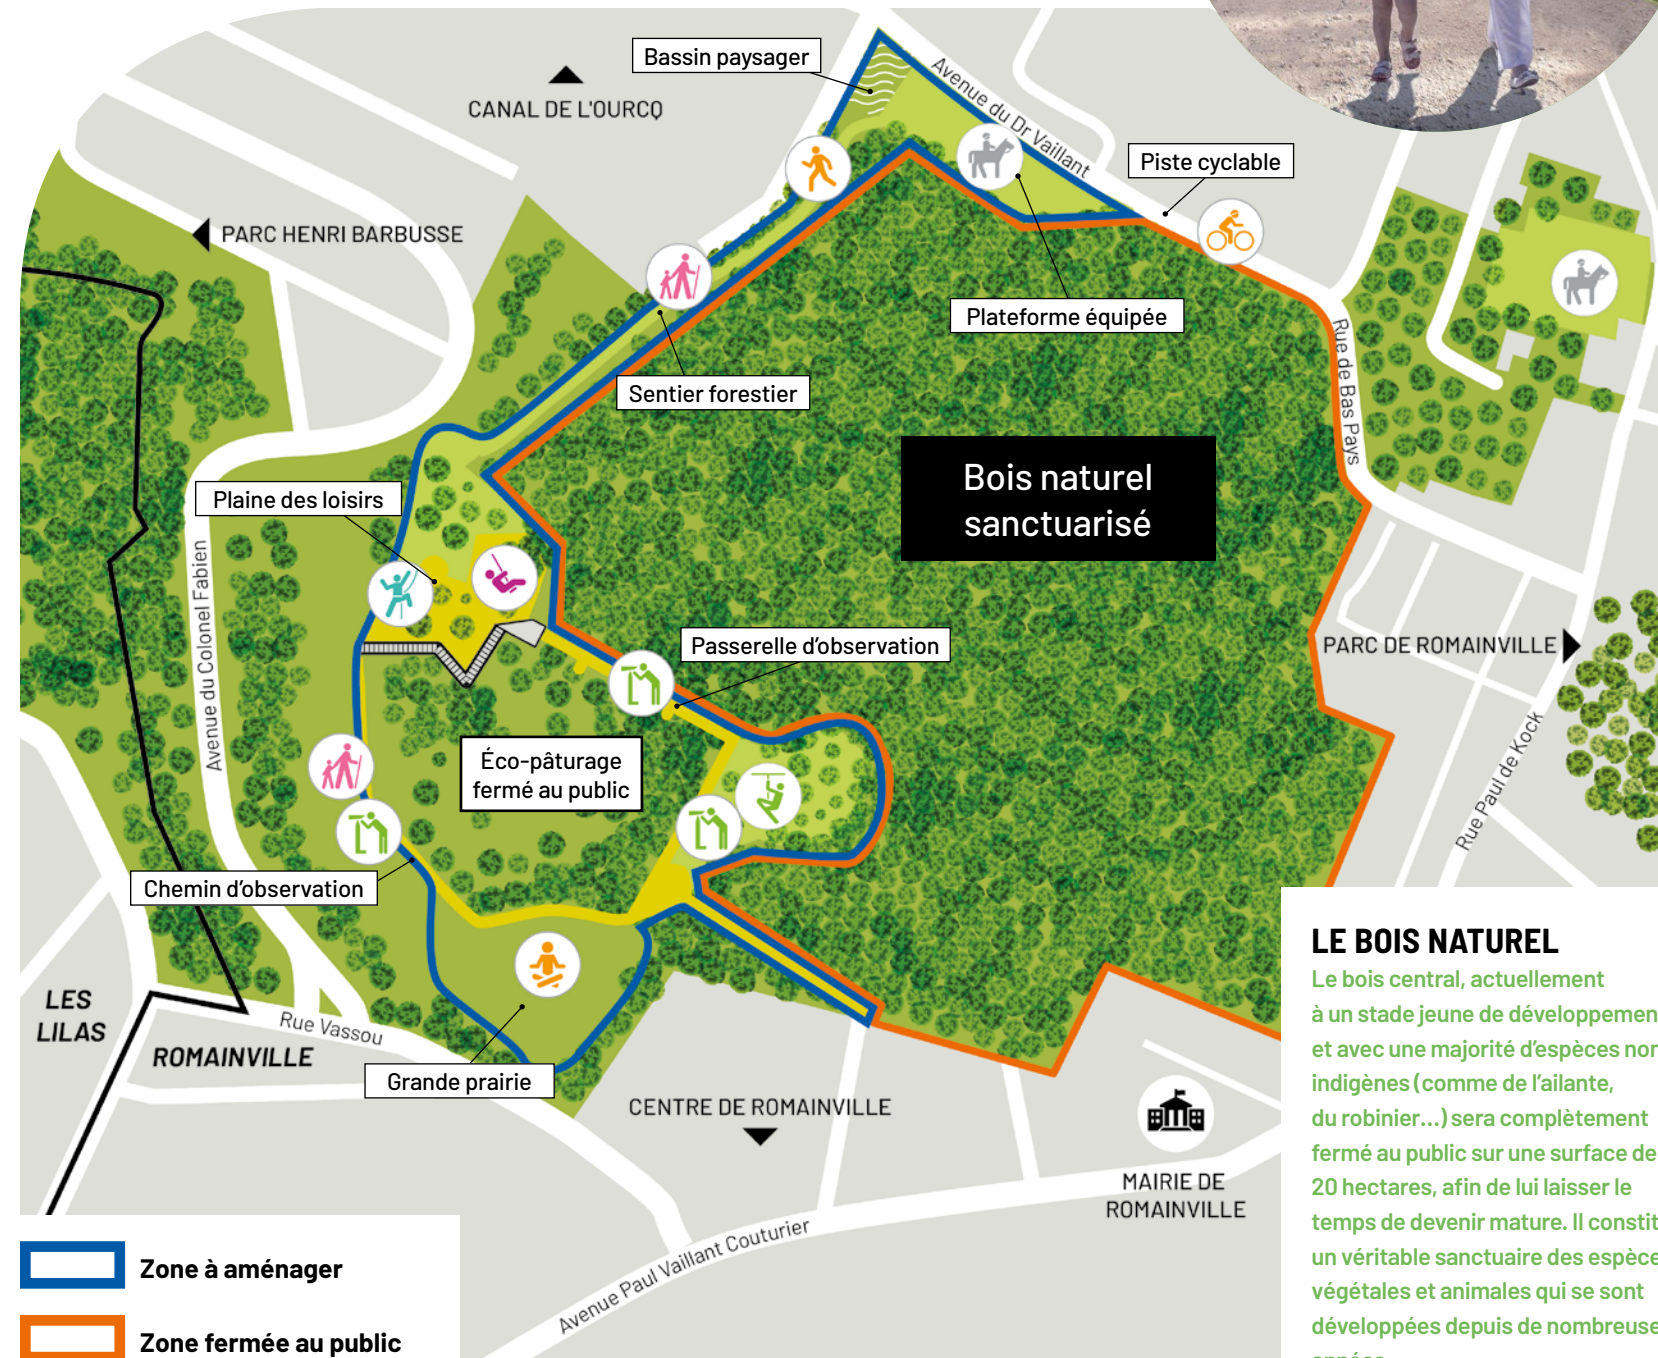 Bassin paysager
CANAL DE L'OURCQ
Avenue du Dr Vaillant
Piste cyclable
PARC HENRI BARBUSSE
Plateforme équipée
Rue de Bas Pays
Sentier forestier
Bois naturel
sanctuarisé
Plaine des loisirs
Avenue du Colonel Fabien
Passerelle d'observation
PARC DE ROMAINVILLE
Éco-pâturage
fermé au public
Rue Paul de Kock
Chemin d'observation
LES
LILAS
Rue Vassou
ROMAINVILLE
Grande prairie
CENTRE DE ROMAINVILLE
MAIRIE DE
ROMAINVILLE
Avenue Paul Vaillant Couturier
Zone à aménager
Zone fermée au public
LE BOIS NATUREL
Le bois central, actuellement
à un stade jeune de développemen
et avec une majorité d'espèces nor
indigènes (comme de l'ailante,
du robinier...) sera complètement
fermé au public sur une surface de
20 hectares, afin de lui laisser le
temps de devenir mature. Il constit
un véritable sanctuaire des espèce
végétales et animales qui se sont
développées depuis de nombreuse